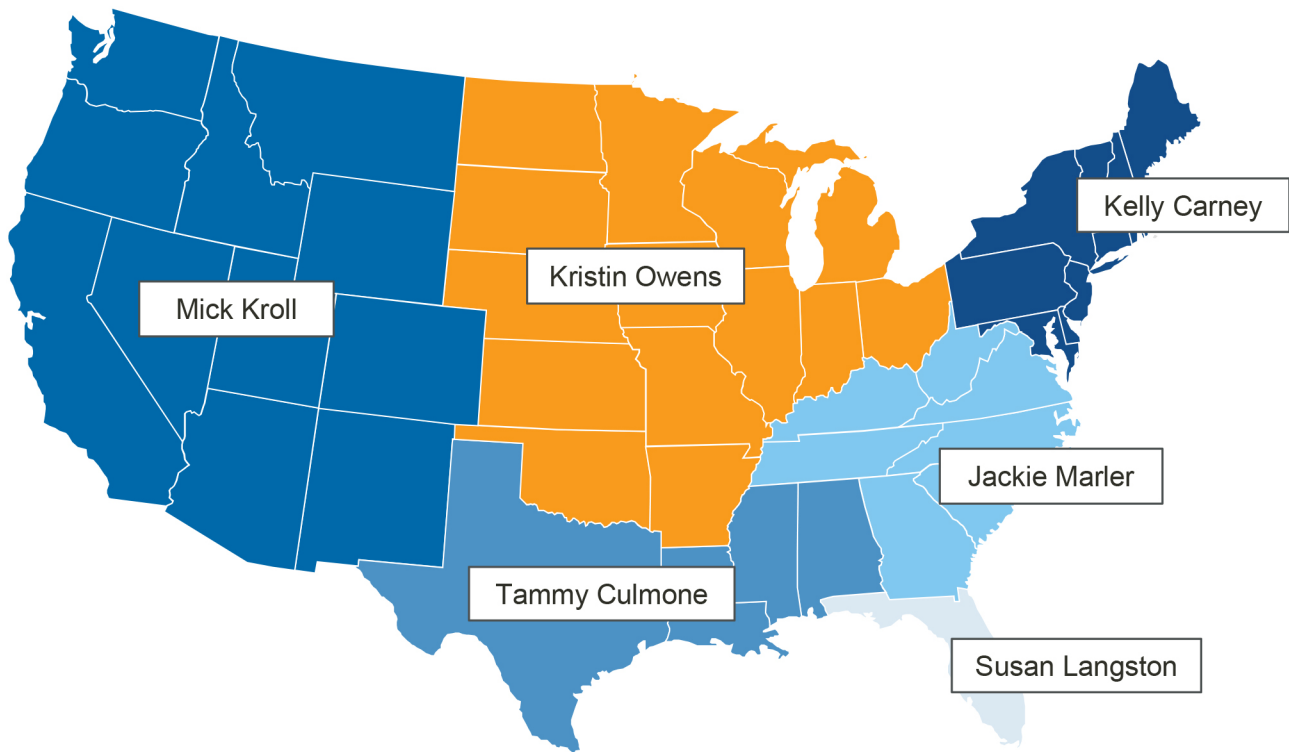 Kelly Carney
Kristin Owens
Mick Kroll
Jackie Marler
Tammy Culmone
Susan Langston